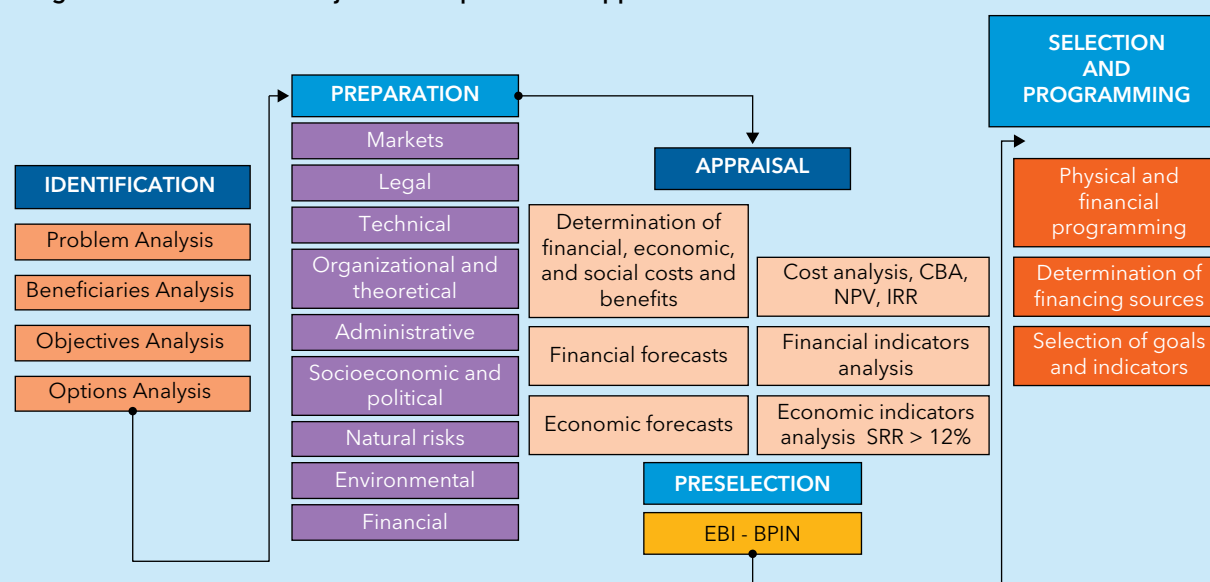 IDENTIFICATION
Problem Analysis
Beneficiaries Analysis
Objectives Analysis
Options Analysis
PREPARATION
Markets
Legal
Technical
Organizational and
theoretical
Administrative
Socioeconomic and
political
Natural risks
Environmental
Financial
APPRAISAL
Determination of
financial, economic,
and social costs and
benefits
Financial forecasts
Economic forecasts
Cost analysis, CBA,
NPV, IRR
Financial indicators
analysis
Economic indicators
analysis SRR > 12%
PRESELECTION
EBI - BPIN
SELECTION
AND
PROGRAMMING
Physical and
financial
programming
Determination of
financing sources
Selection of goals
and indicators